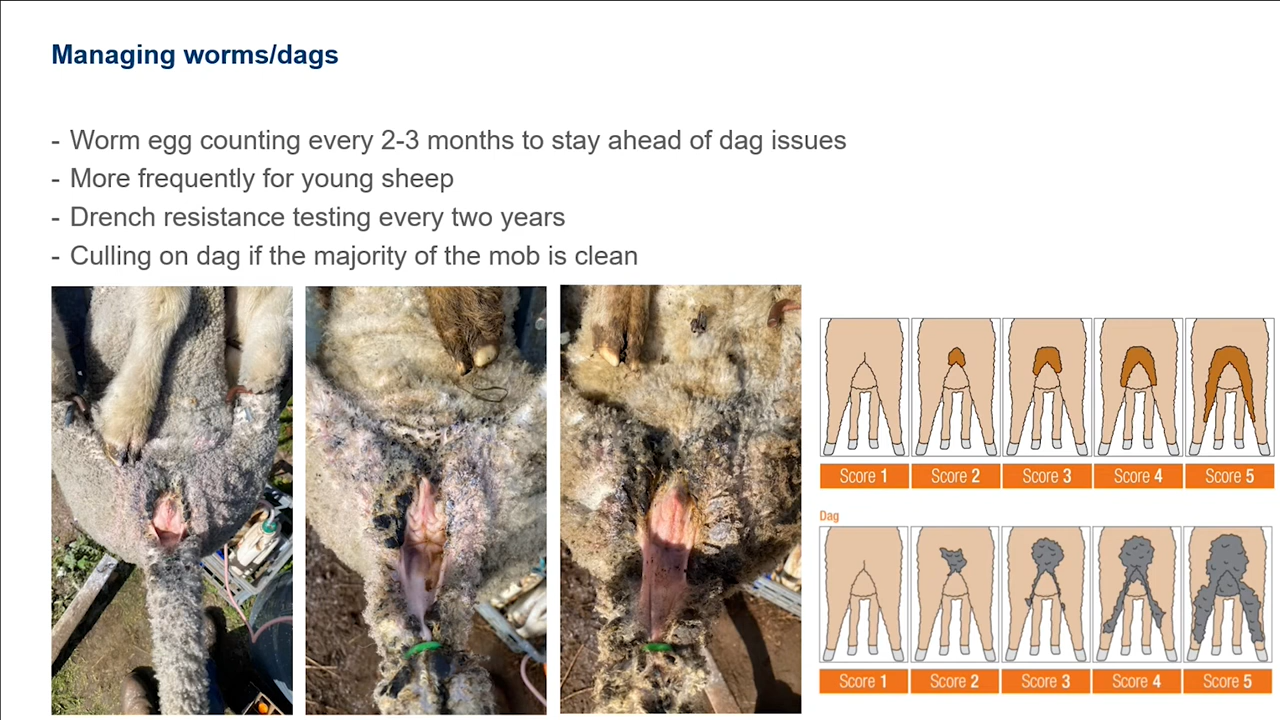 Managing worms/dags
- Worm egg counting every 2-3 months to stay ahead of dag issues
- More frequently for young sheep
- Drench resistance testing every two years
- Culling on dag if the majority of the mob is clean
Score 1 Score 2 Score 3 Score 4 Score 5
Dag
Score 1 Score 2 Score 3 Score 4 Score 5